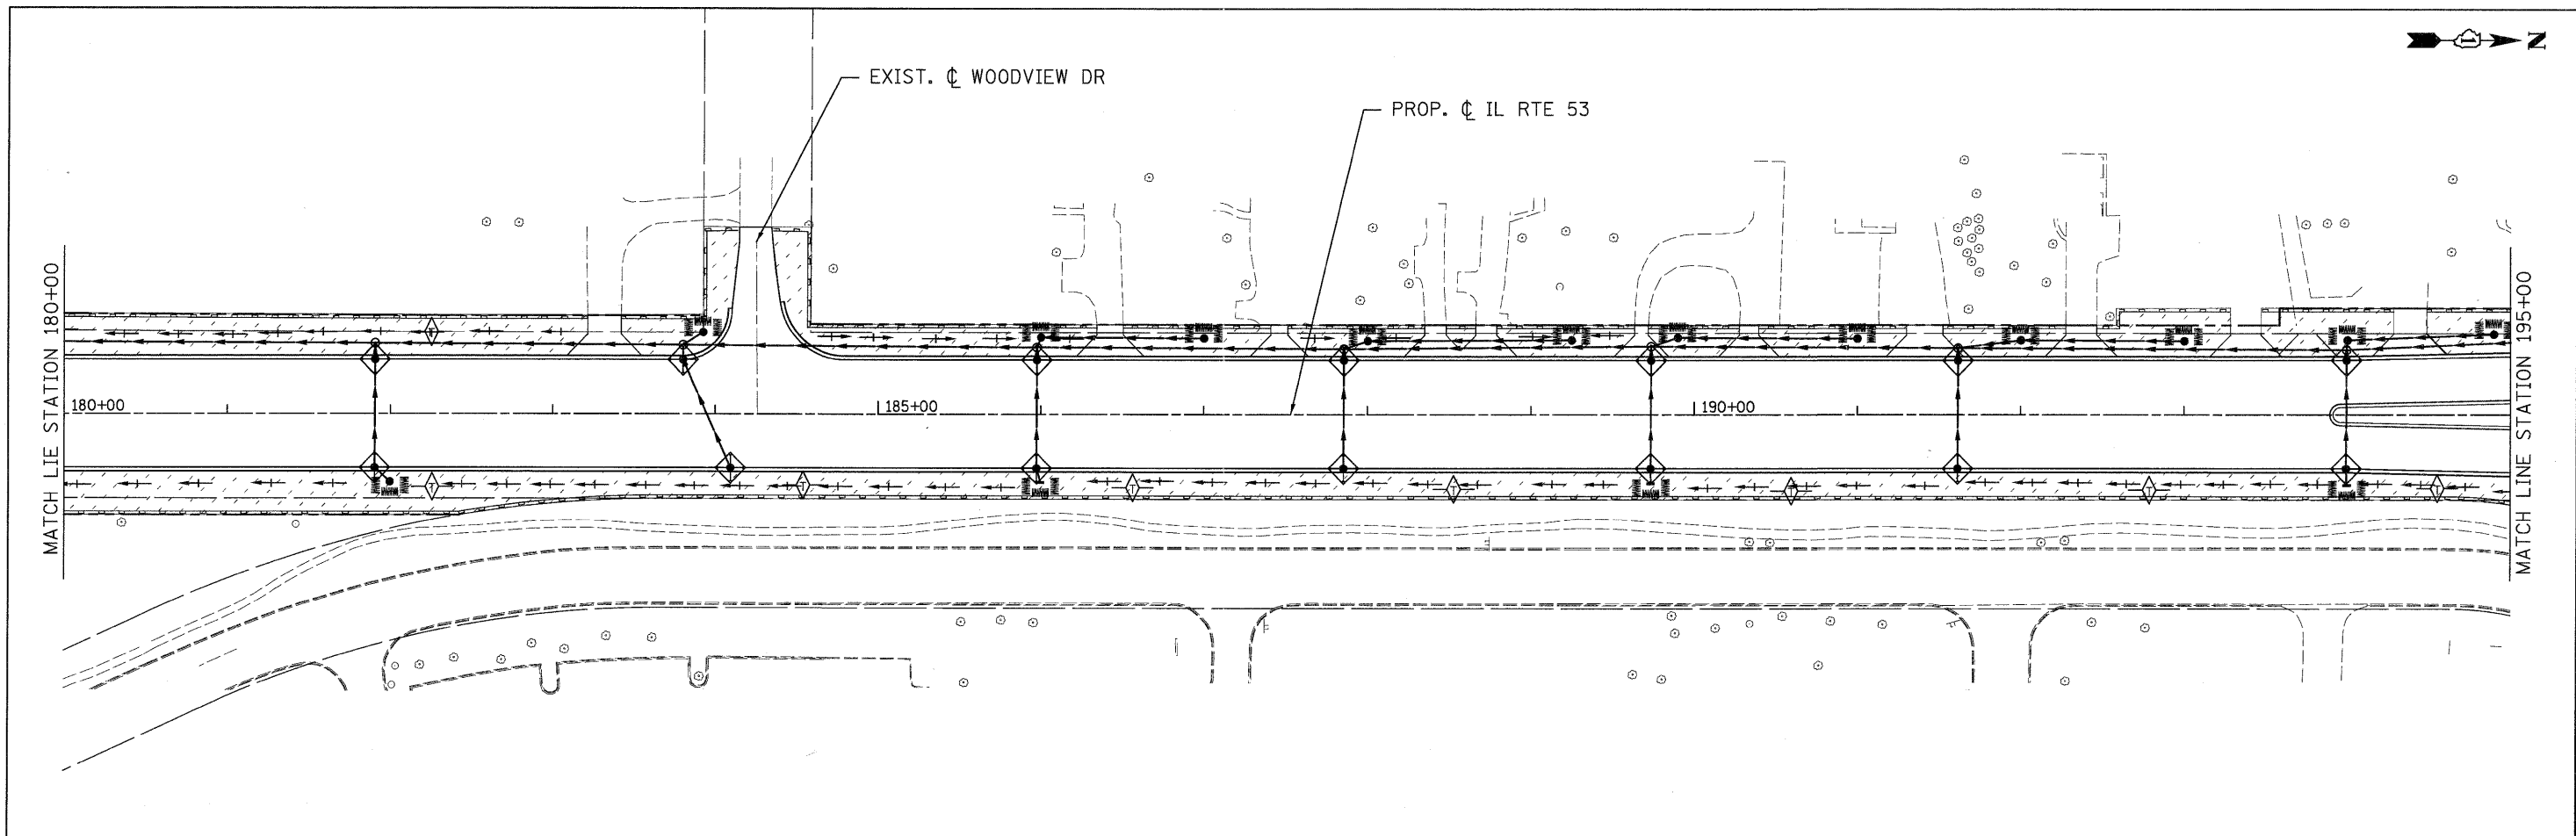 N
EXIST. ℄ WOODVIEW DR
PROP. ℄ IL RTE 53
MATCH LIE STATION 180+00
MATCH LINE STATION 195+00
180+00
185+00
190+00